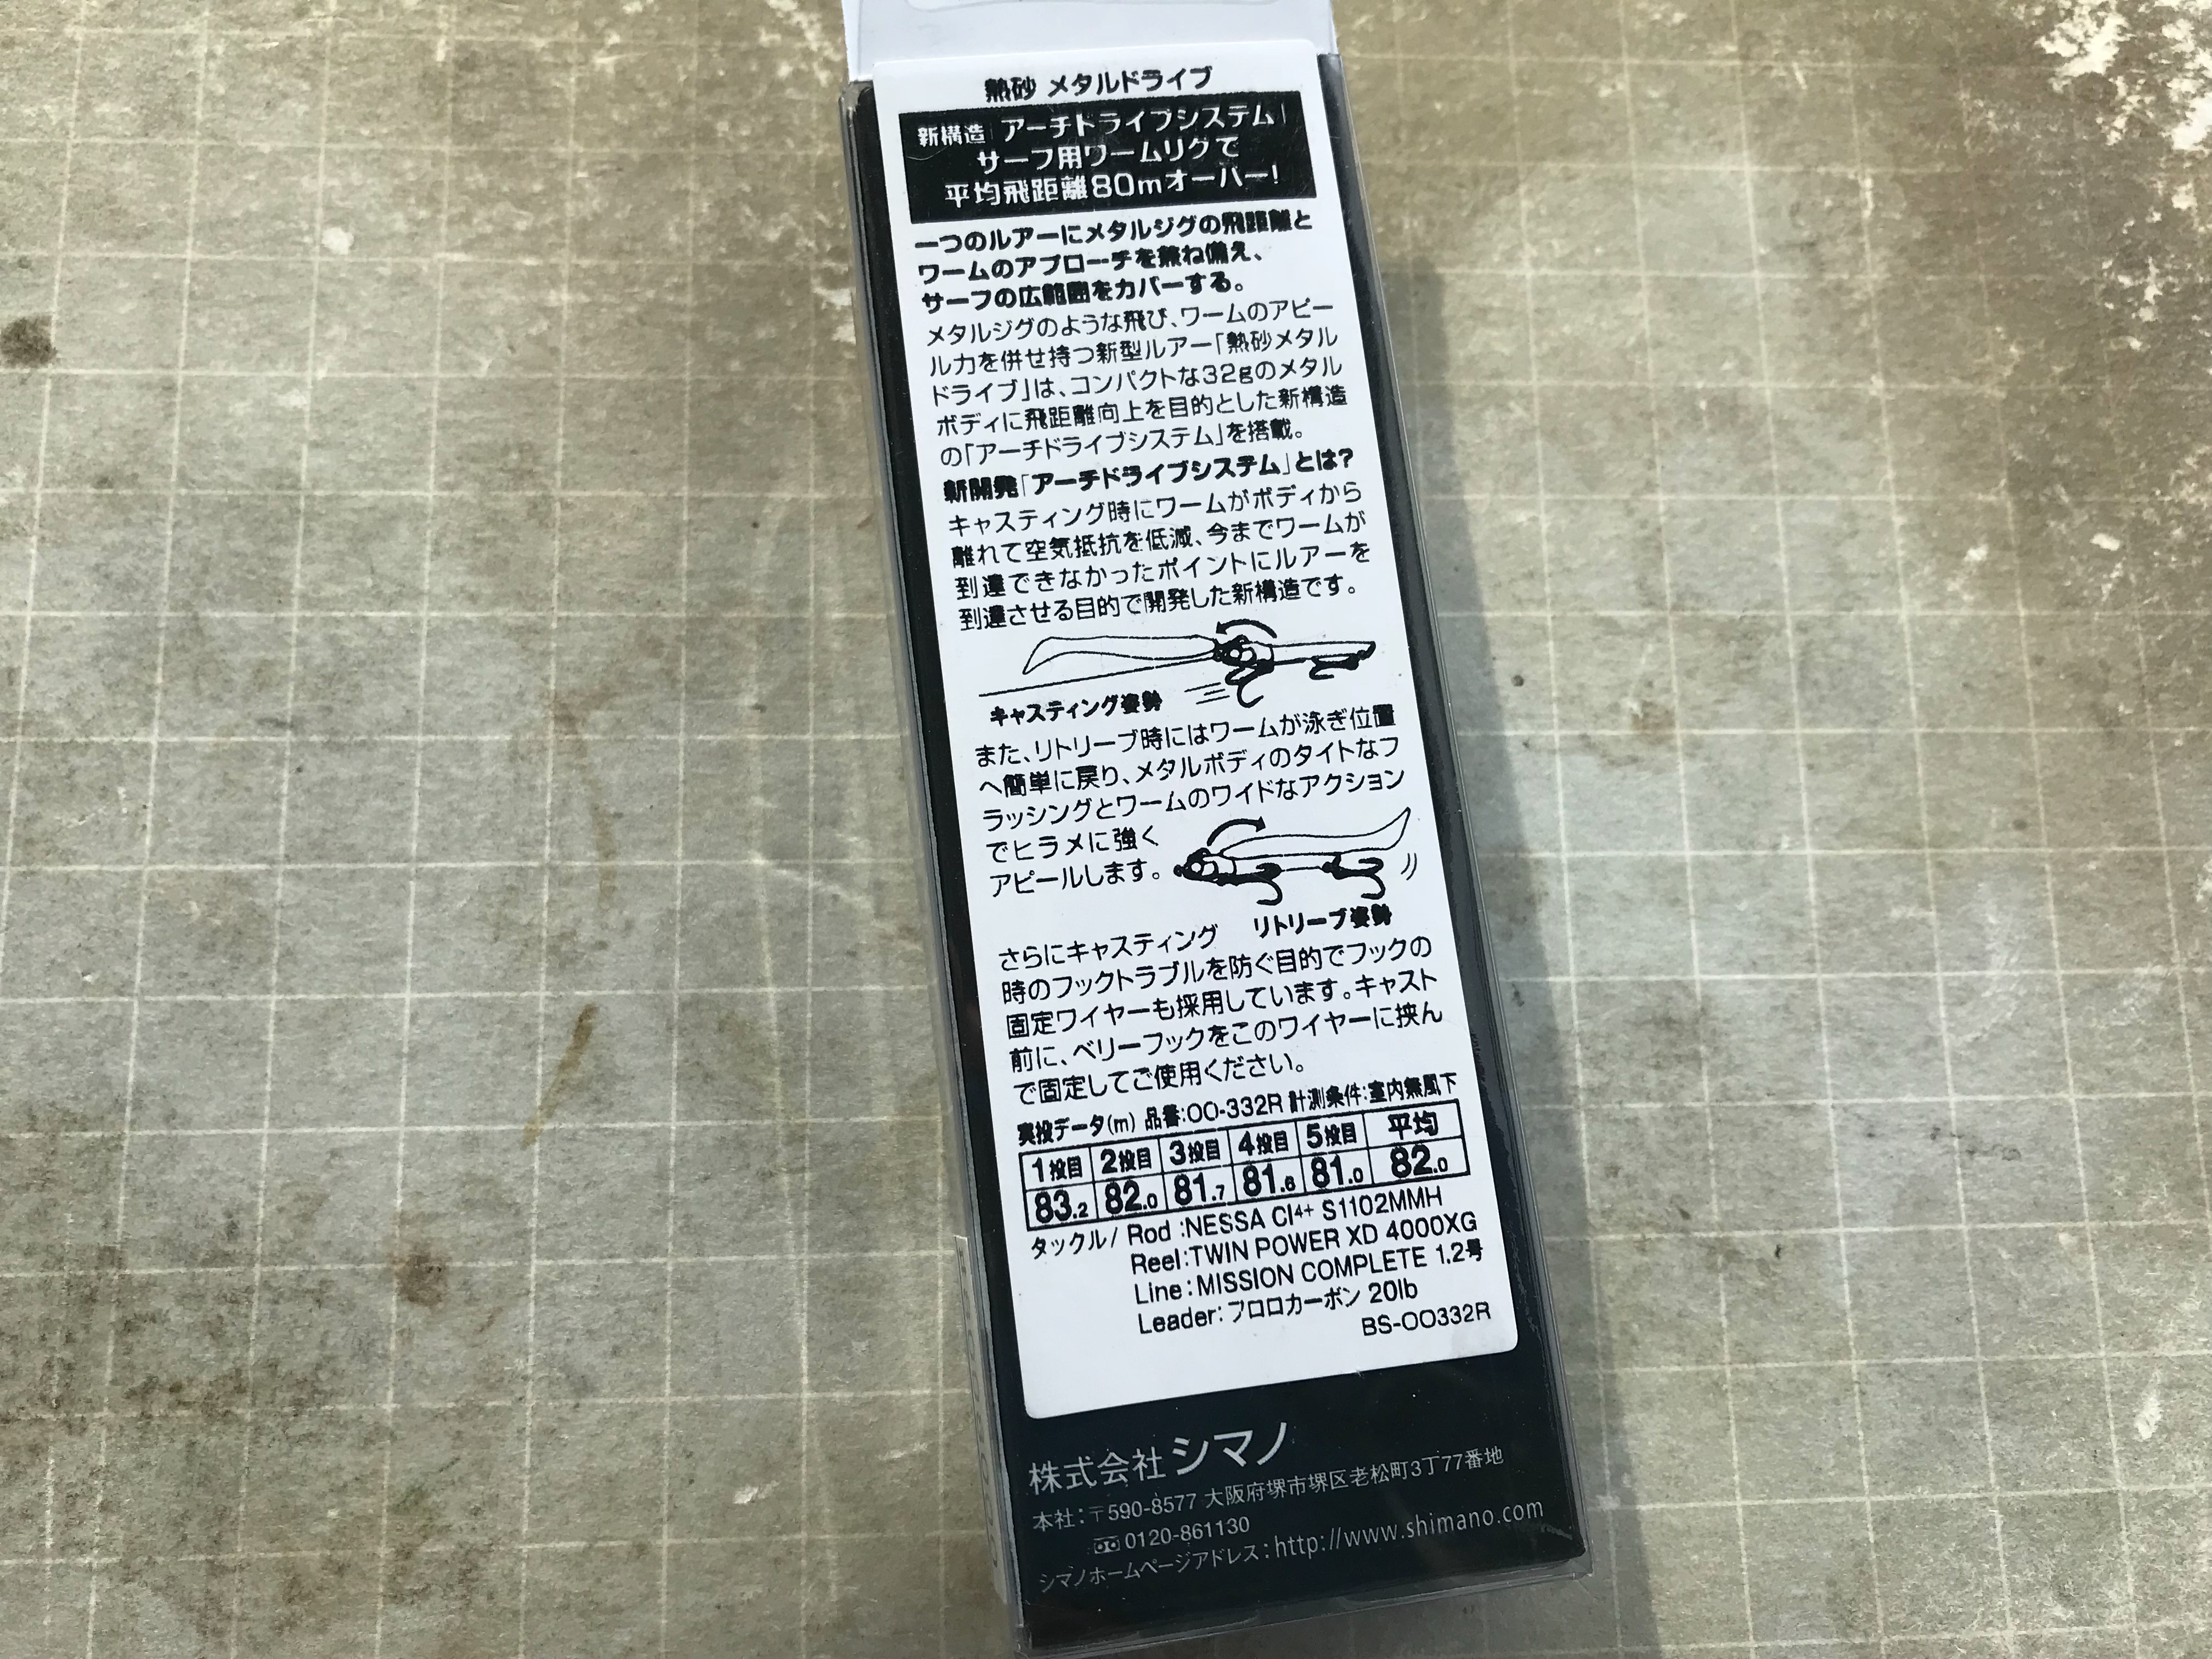 熱砂 メタルドライブ
新構造「アーチドライブシステム」
サーフ用ワームリグで
平均飛距離80mオーバー!
一つのルアーにメタルジグの飛距離と
ワームのアプローチを兼ね備え、
サーフの広範囲をカバーする。
メタルジグのような飛び、ワームのアピー
ル力を併せ持つ新型ルアー「熱砂メタル
ドライブ」は、コンパクトな32gのメタル
ボディに飛距離向上を目的とした新構造
の「アーチドライブシステム」を搭載。
新開発「アーチドライブシステム」とは?
キャスティング時にワームがボディから
離れて空気抵抗を低減、今までワームが
到達できなかったポイントにルアーを
到達させる目的で開発した新構造です。
キャスティング姿勢
また、リトリーブ時にはワームが泳ぎ位置
へ簡単に戻り、メタルボディのタイトなフ
ラッシングとワームのワイドなアクション
でヒラメに強く
アピールします。
リトリーブ姿勢
さらにキャスティング
時のフックトラブルを防ぐ目的でフックの
固定ワイヤーも採用しています。キャスト
前に、ベリーフックをこのワイヤーに挟ん
で固定してご使用ください。
実投データ(m) 品番:OO-332R 計測条件:室内無風下
1投目 2投目 3投目 4投目 5投目 平均
83.2 82.0 81.7 81.6 81.0 82.0
タックル/ Rod :NESSA CI4+ S1102MMH
Reel:TWIN POWER XD 4000XG
Line:MISSION COMPLETE 1.2号
Leader:フロロカーボン 20lb
BS-OO332R
株式会社シマノ
本社:〒590-8577 大阪府堺市堺区老松町3丁77番地
0120-861130
シマノホームページアドレス:http://www.shimano.com